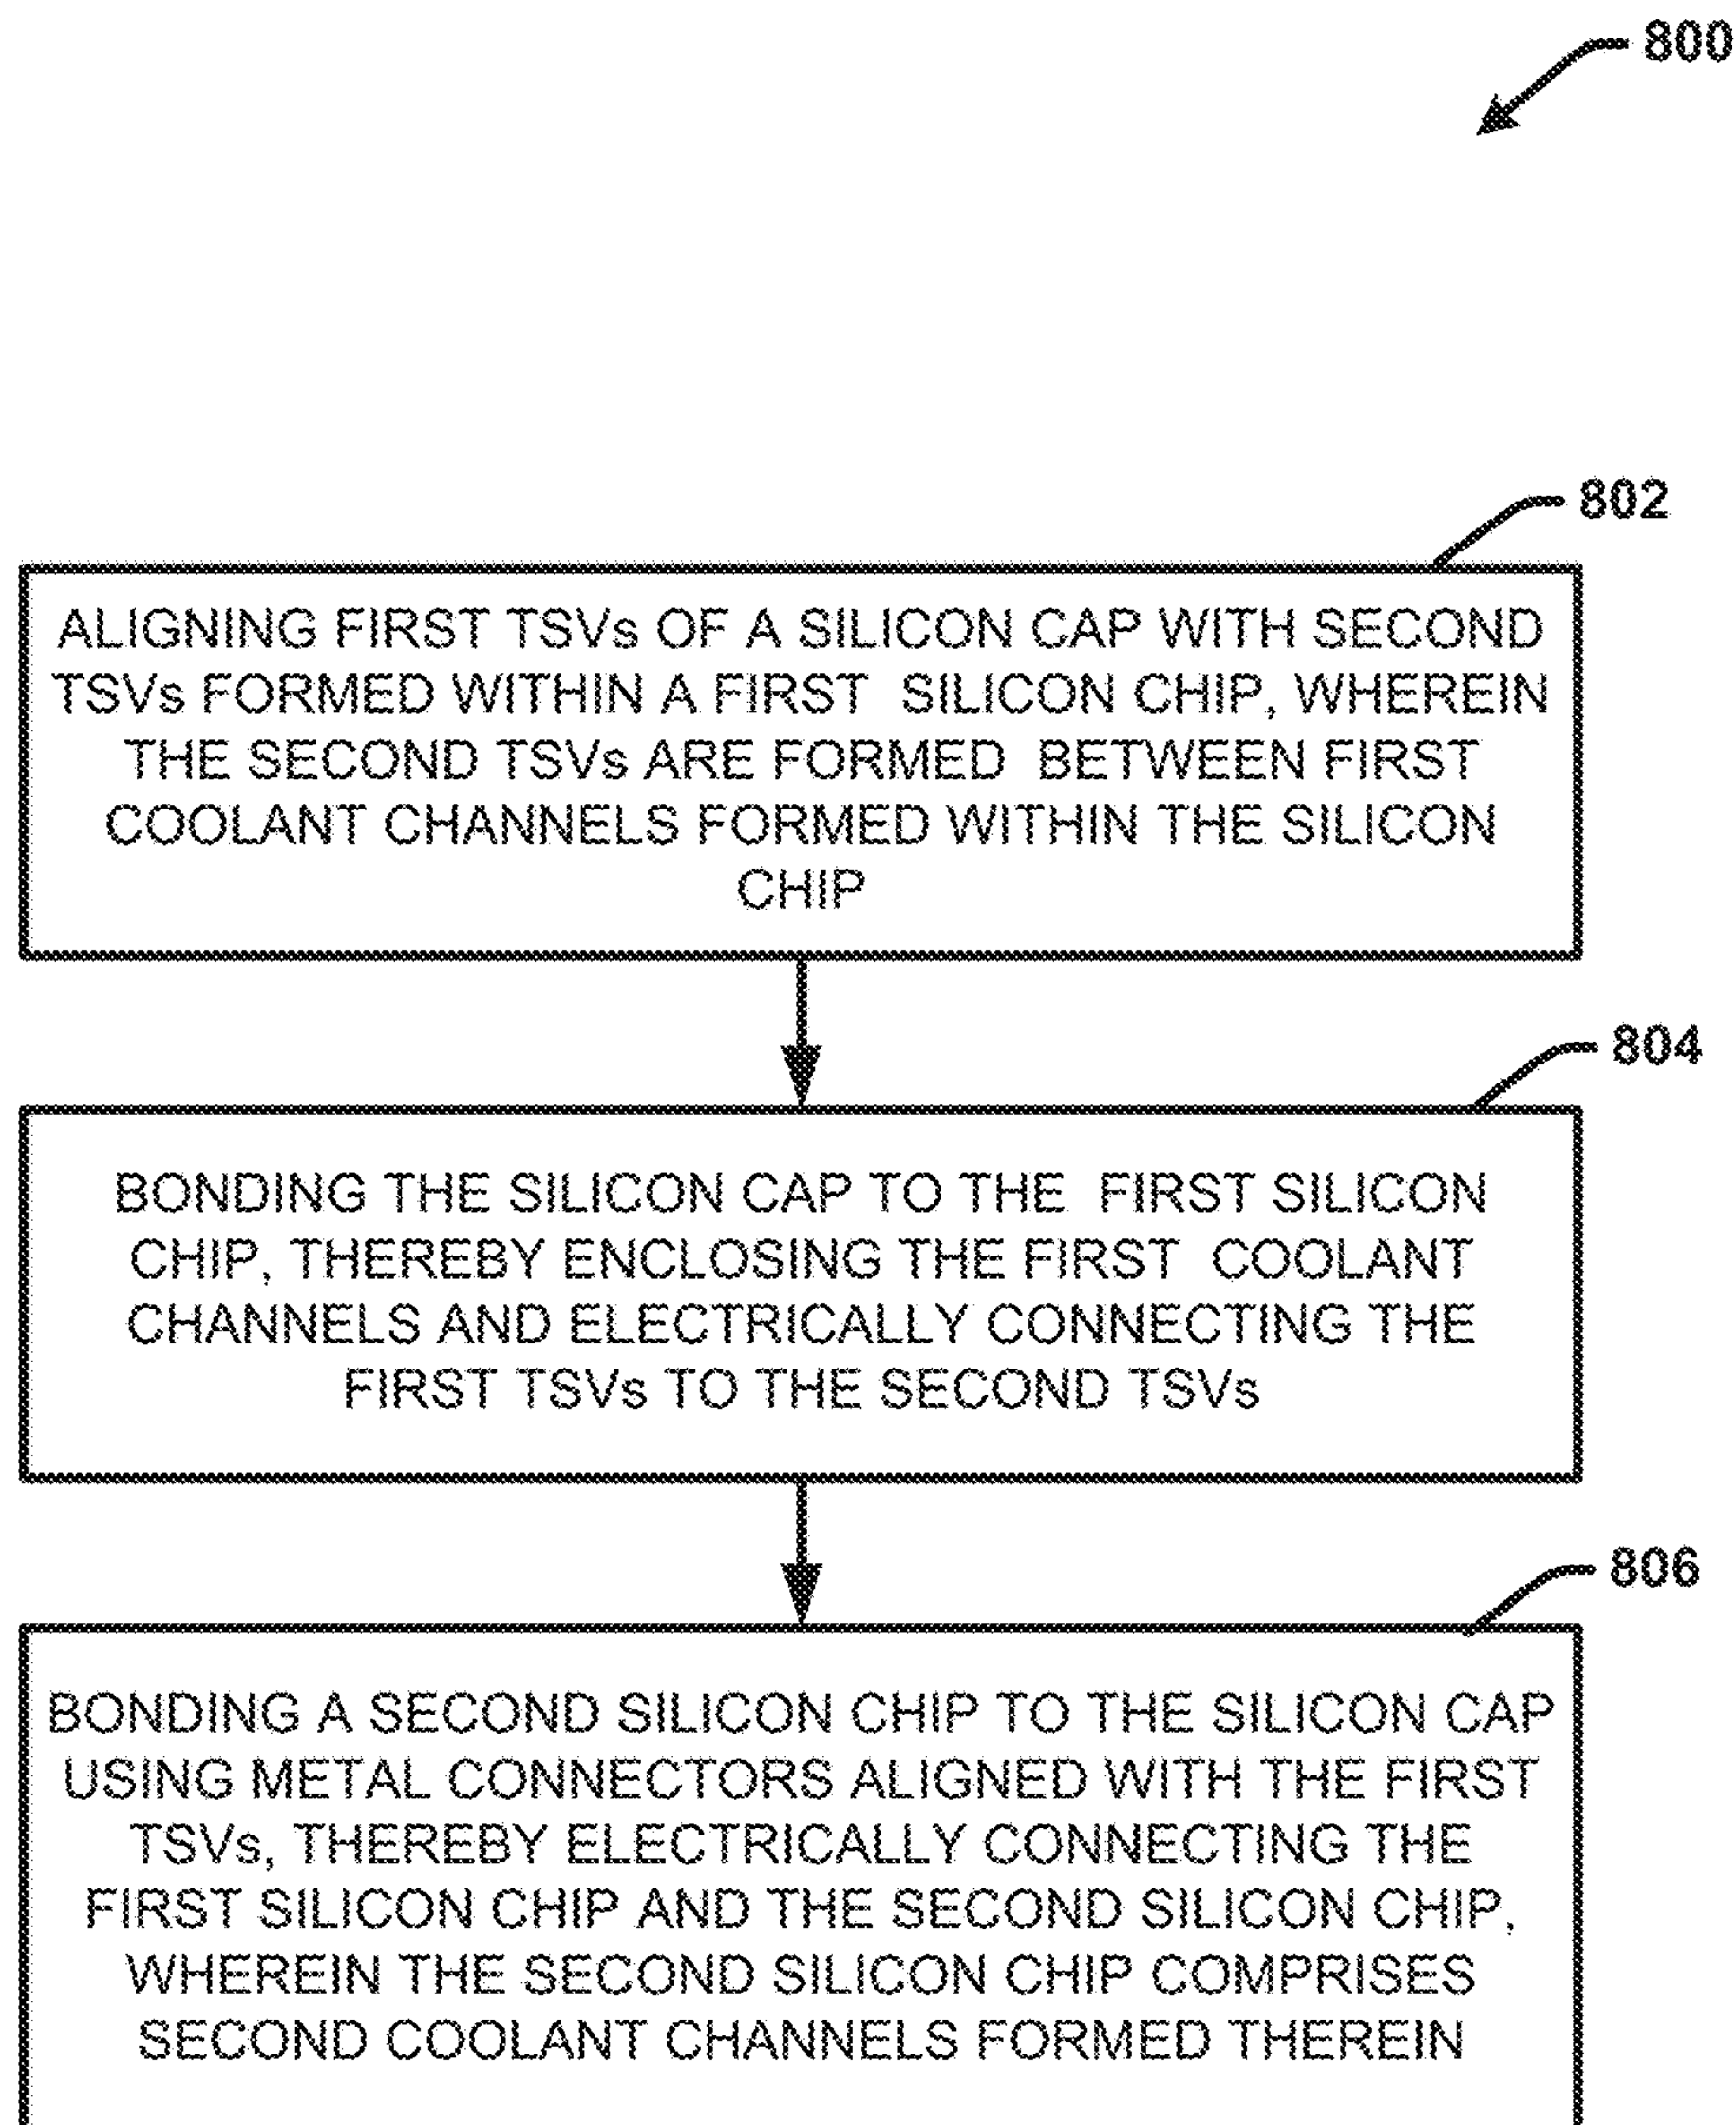 800
802
ALIGNING FIRST TSVs OF A SILICON CAP WITH SECOND
TSVs FORMED WITHIN A FIRST SILICON CHIP, WHEREIN
THE SECOND TSVs ARE FORMED BETWEEN FIRST
COOLANT CHANNELS FORMED WITHIN THE SILICON
CHIP
804
BONDING THE SILICON CAP TO THE FIRST SILICON
CHIP, THEREBY ENCLOSING THE FIRST COOLANT
CHANNELS AND ELECTRICALLY CONNECTING THE
FIRST TSVs TO THE SECOND TSVs
806
BONDING A SECOND SILICON CHIP TO THE SILICON CAP
USING METAL CONNECTORS ALIGNED WITH THE FIRST
TSVs, THEREBY ELECTRICALLY CONNECTING THE
FIRST SILICON CHIP AND THE SECOND SILICON CHIP,
WHEREIN THE SECOND SILICON CHIP COMPRISES
SECOND COOLANT CHANNELS FORMED THEREIN